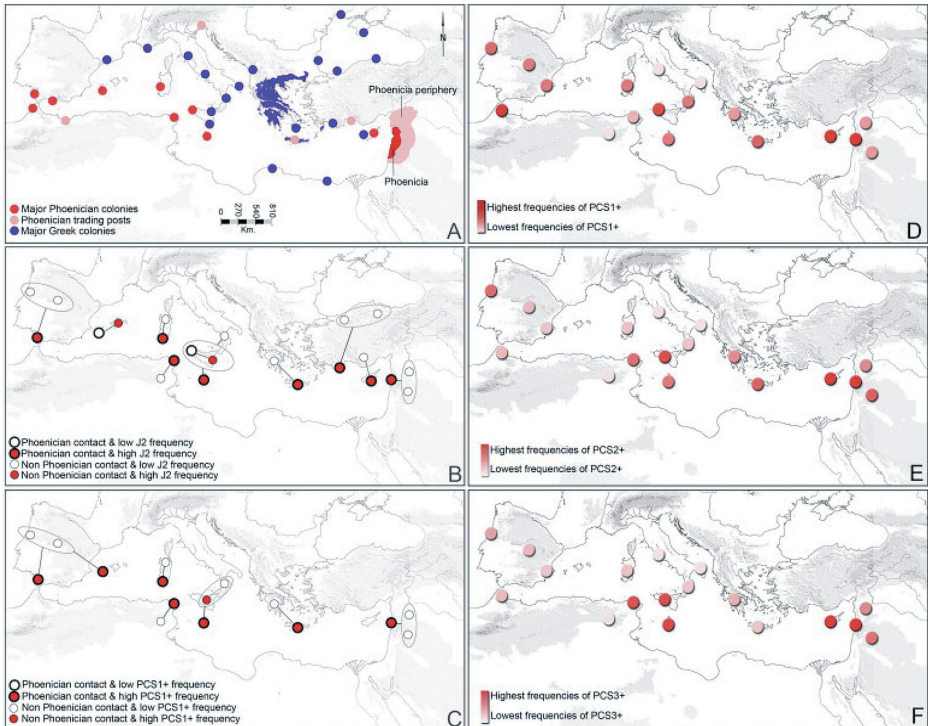 N
Phoenicia periphery
Phoenicia
Major Phoenician colonies
Phoenician trading posts
Major Greek colonies
0
270
540
810
Km.
A
Highest frequencies of PCS1+
Lowest frequencies of PCS1+
D
Phoenician contact & low J2 frequency
Phoenician contact & high J2 frequency
Non Phoenician contact & low J2 frequency
Non Phoenician contact & high J2 frequency
B
Highest frequencies of PCS2+
Lowest frequencies of PCS2+
E
Phoenician contact & low PCS1+ frequency
Phoenician contact & high PCS1+ frequency
Non Phoenician contact & low PCS1+ frequency
Non Phoenician contact & high PCS1+ frequency
C
Highest frequencies of PCS3+
Lowest frequencies of PCS3+
F